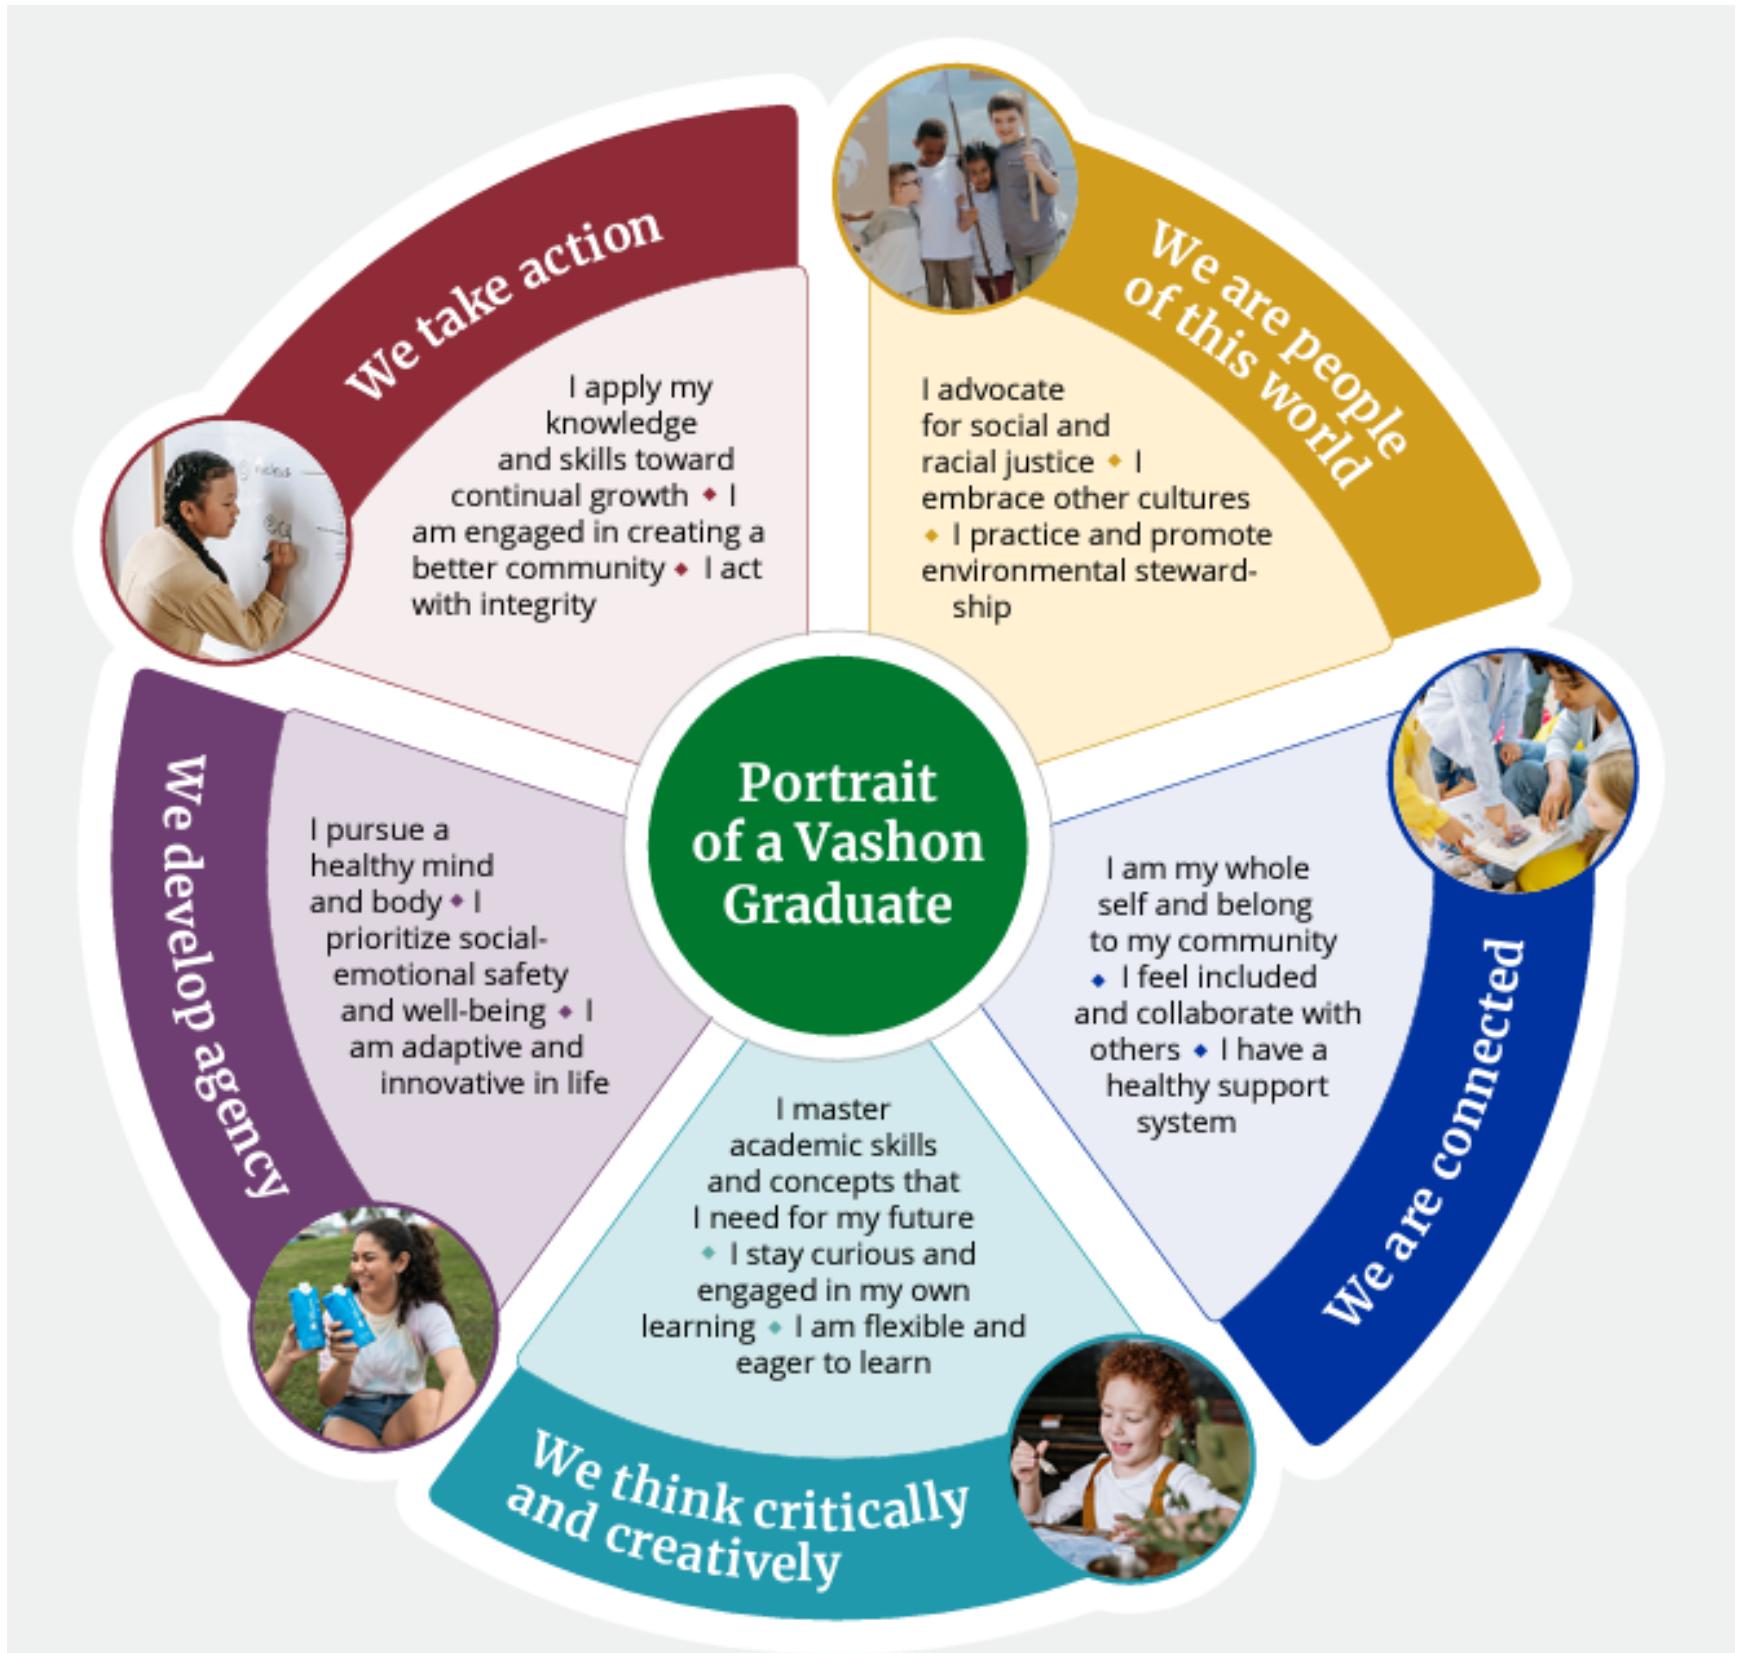 Portrait
of a Vashon
Graduate
We take action
I apply my
knowledge
and skills toward
continual growth ◆ I
am engaged in creating a
better community ◆ I act
with integrity
We are people
of this world
I advocate
for social and
racial justice ◆ I
embrace other cultures
◆ I practice and promote
environmental steward-
ship
We are connected
I am my whole
self and belong
to my community
◆ I feel included
and collaborate with
others ◆ I have a
healthy support
system
We think critically
and creatively
I master
academic skills
and concepts that
I need for my future
◆ I stay curious and
engaged in my own
learning ◆ I am flexible and
eager to learn
We develop agency
I pursue a
healthy mind
and body ◆ I
prioritize social-
emotional safety
and well-being ◆ I
am adaptive and
innovative in life